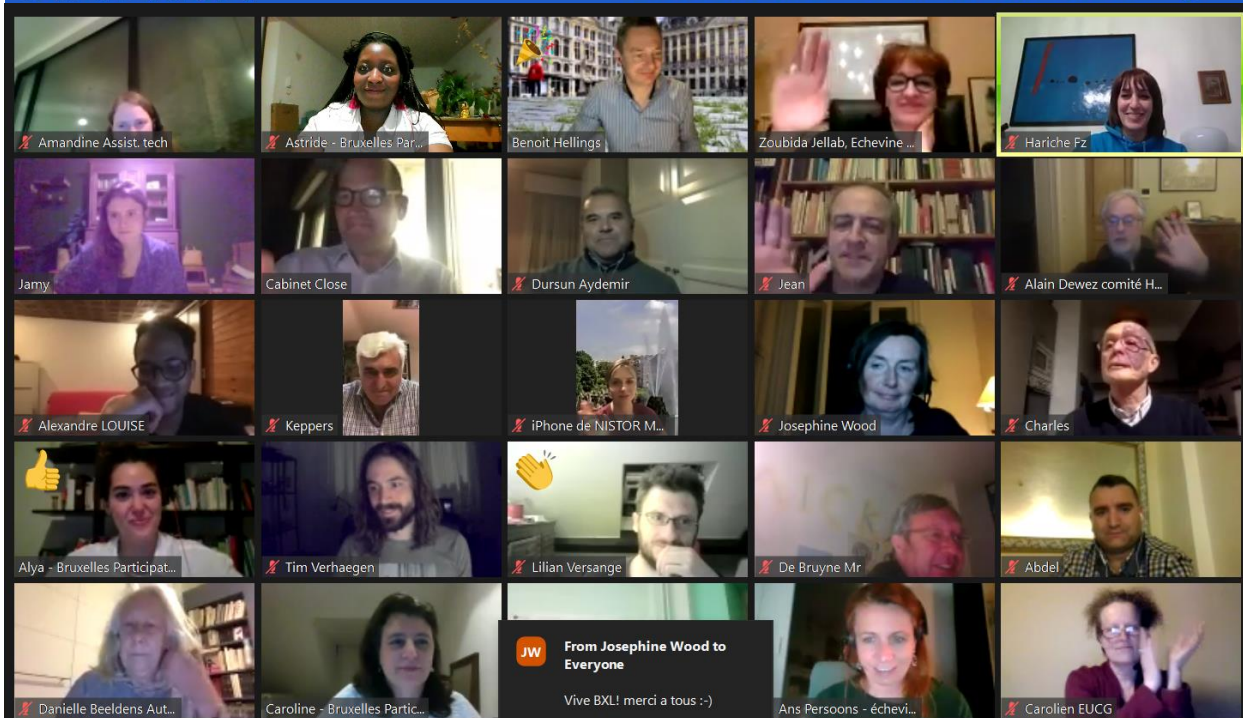 Amandine Assist. tech
Astride - Bruxelles Par...
Benoit Hellings
Zoubida Jellab, Echevine ...
Hariche Fz
Jamy
Cabinet Close
Dursun Aydemir
Jean
Alain Dewez comité H...
Alexandre LOUISE
Keppers
iPhone de NISTOR M...
Josephine Wood
Charles
Alya - Bruxelles Participat...
Tim Verhaegen
Lilian Versange
De Bruyne Mr
Abdel
Danielle Beeldens Aut...
Caroline - Bruxelles Partic...
JW
From Josephine Wood to
Everyone
Vive BXL! merci a tous :-)
Ans Persoons - échevi...
Carolien EUCG